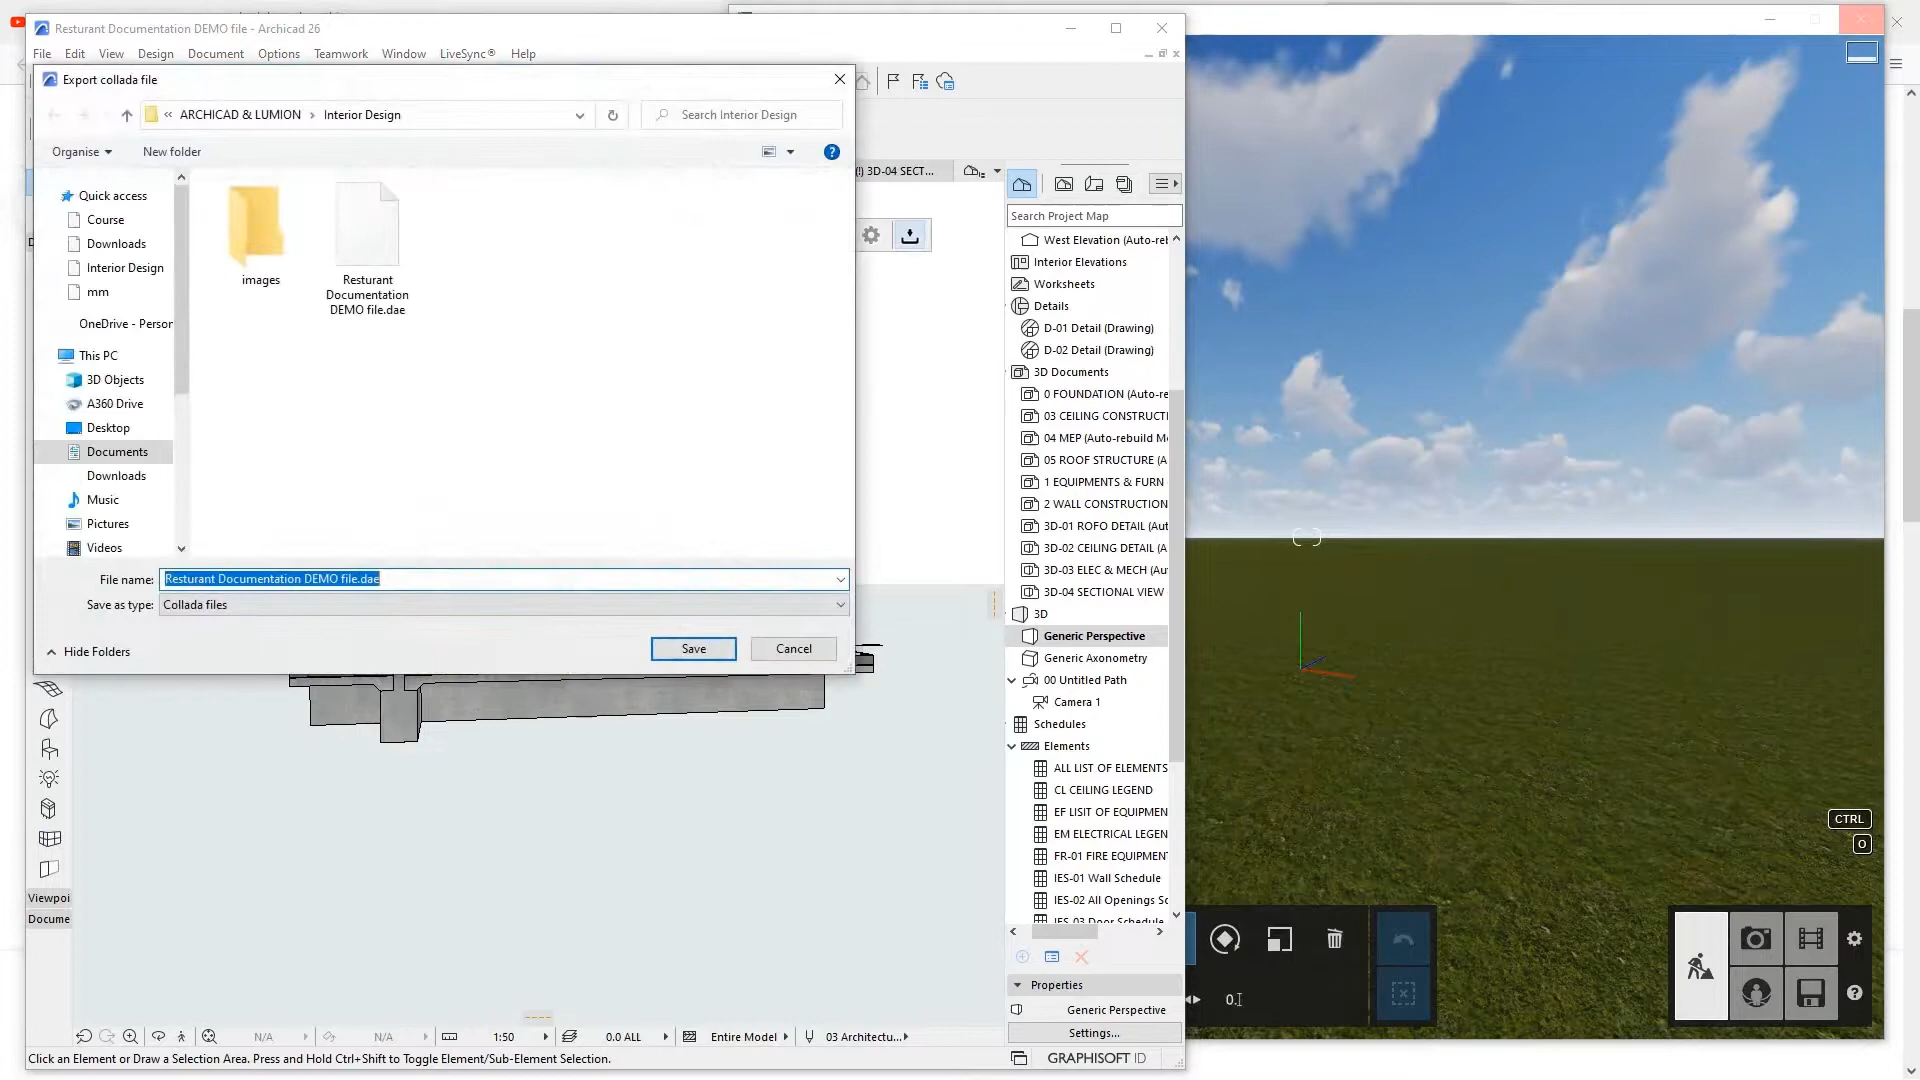 Resturant Documentation DEMO file - Archicad 26
File Edit View Design Document Options Teamwork Window LiveSync® Help
Export collada file
« ARCHICAD & LUMION › Interior Design
Search Interior Design
Organise
New folder
Quick access
Course
Downloads
Interior Design
mm
OneDrive - Person
This PC
3D Objects
A360 Drive
Desktop
Documents
Downloads
Music
Pictures
Videos
images
Resturant
Documentation
DEMO file.dae
File name: Resturant Documentation DEMO file.dae
Save as type: Collada files
Hide Folders
Save
Cancel
(!) 3D-04 SECT...
Search Project Map
West Elevation (Auto-reb
Interior Elevations
Worksheets
Details
D-01 Detail (Drawing)
D-02 Detail (Drawing)
3D Documents
0 FOUNDATION (Auto-re
03 CEILING CONSTRUCTI
04 MEP (Auto-rebuild Mo
05 ROOF STRUCTURE (A
1 EQUIPMENTS & FURN
2 WALL CONSTRUCTION
3D-01 ROFO DETAIL (Aut
3D-02 CEILING DETAIL (A
3D-03 ELEC & MECH (Au
3D-04 SECTIONAL VIEW
3D
Generic Perspective
Generic Axonometry
00 Untitled Path
Camera 1
Schedules
Elements
ALL LIST OF ELEMENTS
CL CEILING LEGEND
EF LISIT OF EQUIPMEN
EM ELECTRICAL LEGEN
FR-01 FIRE EQUIPMENT
IES-01 Wall Schedule
IES-02 All Openings Sc
IES-03 Door Schedule
Properties
Generic Perspective
Settings...
GRAPHISOFT ID
Viewpoi
Docume
N/A
N/A
1:50
0.0 ALL
Entire Model
03 Architectu...
Click an Element or Draw a Selection Area. Press and Hold Ctrl+Shift to Toggle Element/Sub-Element Selection.
CTRL
O
0.